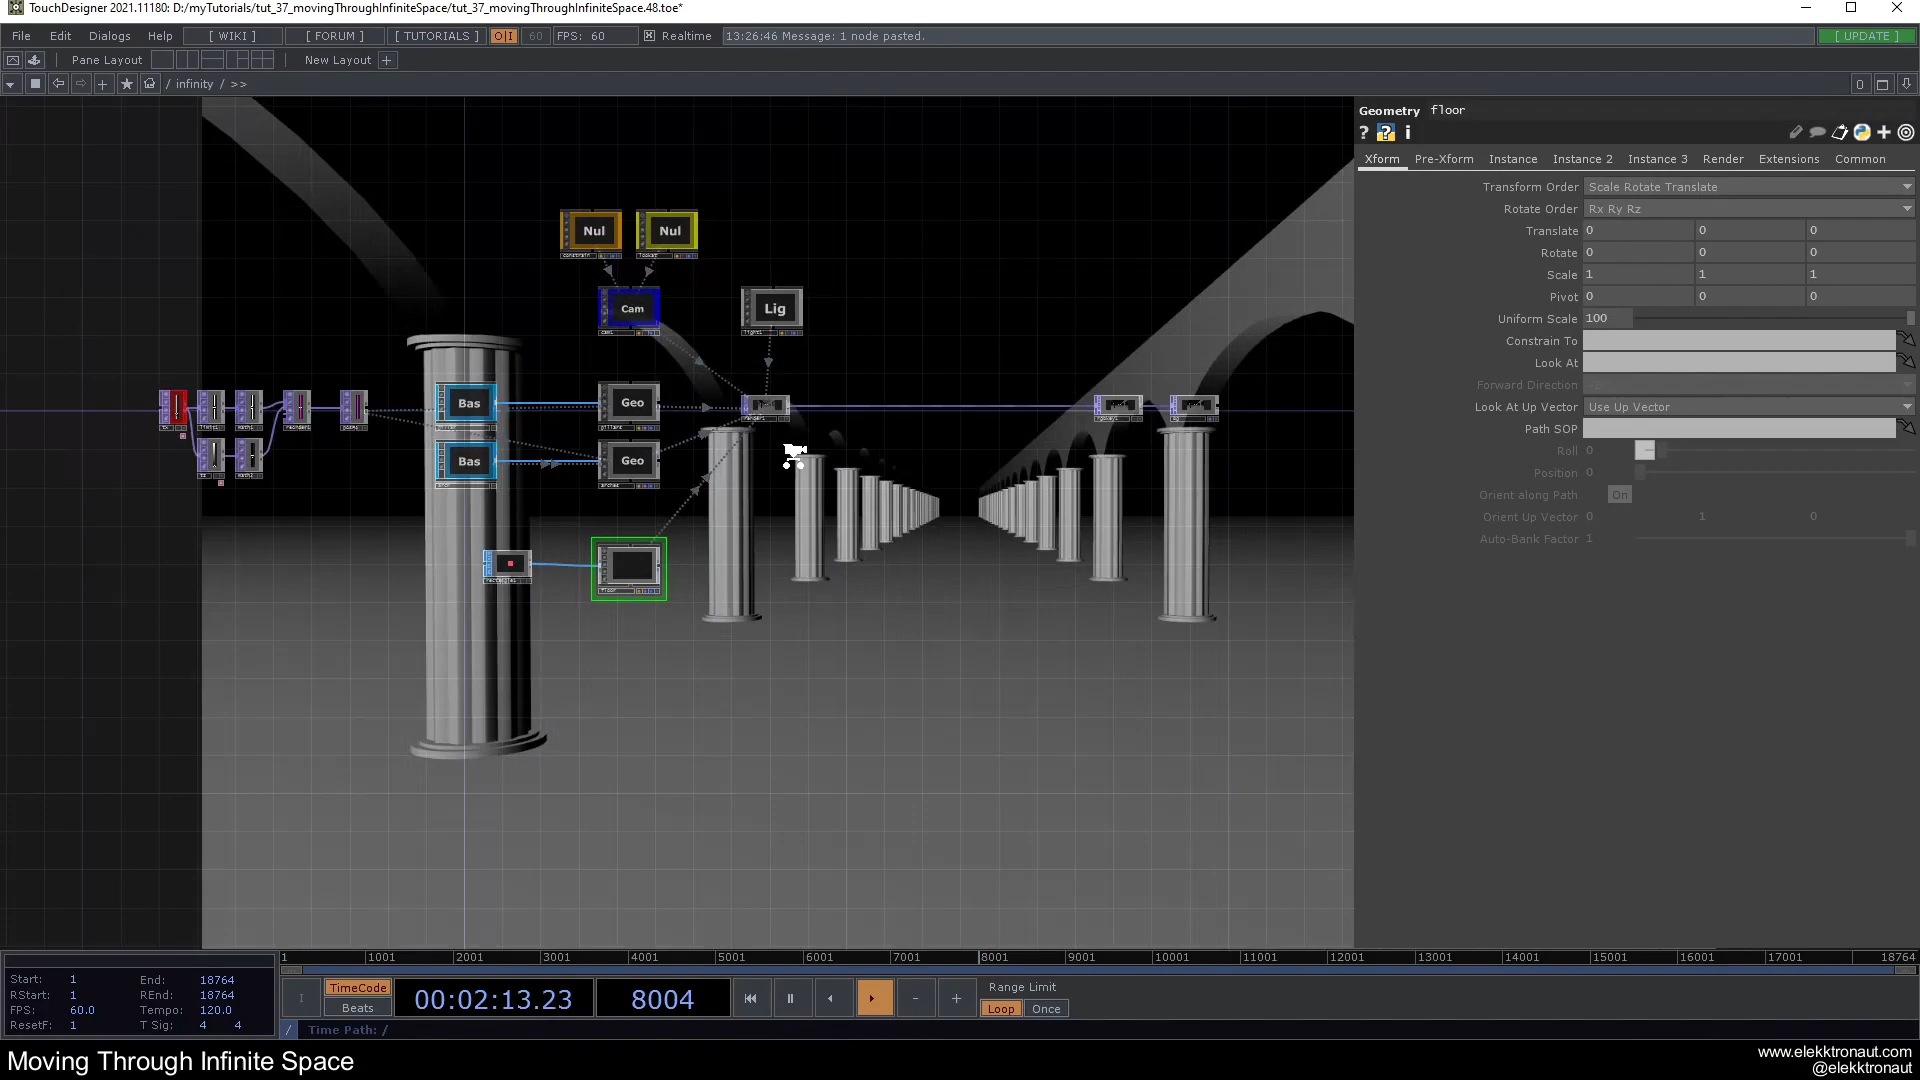 TouchDesigner 2021.11180: D:/myTutorials/tut_37_movingThroughInfiniteSpace/tut_37_movingThroughInfiniteSpace.48.toe*
File Edit Dialogs Help [ WIKI ] [ FORUM ] [ TUTORIALS ] O|I 60 FPS: 60 Realtime 13:26:46 Message: 1 node pasted. [ UPDATE ]
Pane Layout New Layout +
/ infinity / >> 0
Geometry floor
? ? i
Xform Pre-Xform Instance Instance 2 Instance 3 Render Extensions Common
Transform Order Scale Rotate Translate
Rotate Order Rx Ry Rz
Translate 0 0 0
Rotate 0 0 0
Scale 1 1 1
Pivot 0 0 0
Uniform Scale 100
Constrain To
Look At
Forward Direction -Z
Look At Up Vector Use Up Vector
Path SOP
Roll 0
Position 0
Orient along Path On
Orient Up Vector 0 1 0
Auto-Bank Factor 1
Nul Nul
constrain lookat
Cam Lig
cam1 light1
Bas Geo
Bas Geo
arches
floor
1 1001 2001 3001 4001 5001 6001 7001 8001 9001 10001 11001 12001 13001 14001 15001 16001 17001 18764
Start: 1 End: 18764
RStart: 1 REnd: 18764
FPS: 60.0 Tempo: 120.0
ResetF: 1 T Sig: 4 4
TimeCode
Beats
00:02:13.23 8004
- +
Range Limit
Loop Once
/ Time Path: /
Moving Through Infinite Space
www.elekktronaut.com
@elekktronaut